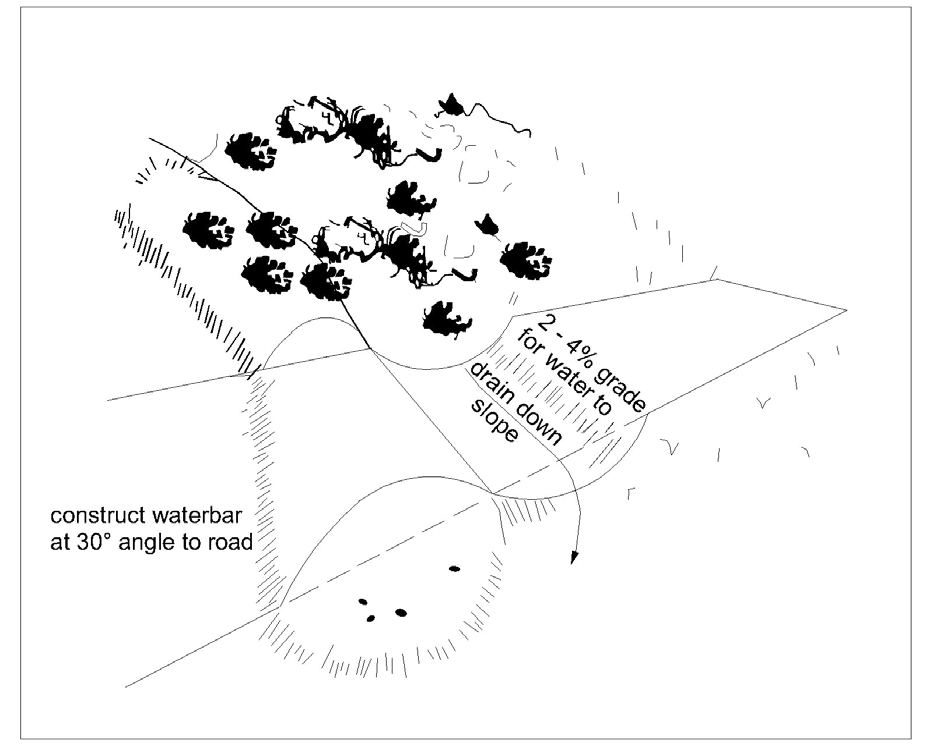 2 - 4% grade
for water to
drain down
slope
construct waterbar
at 30° angle to road